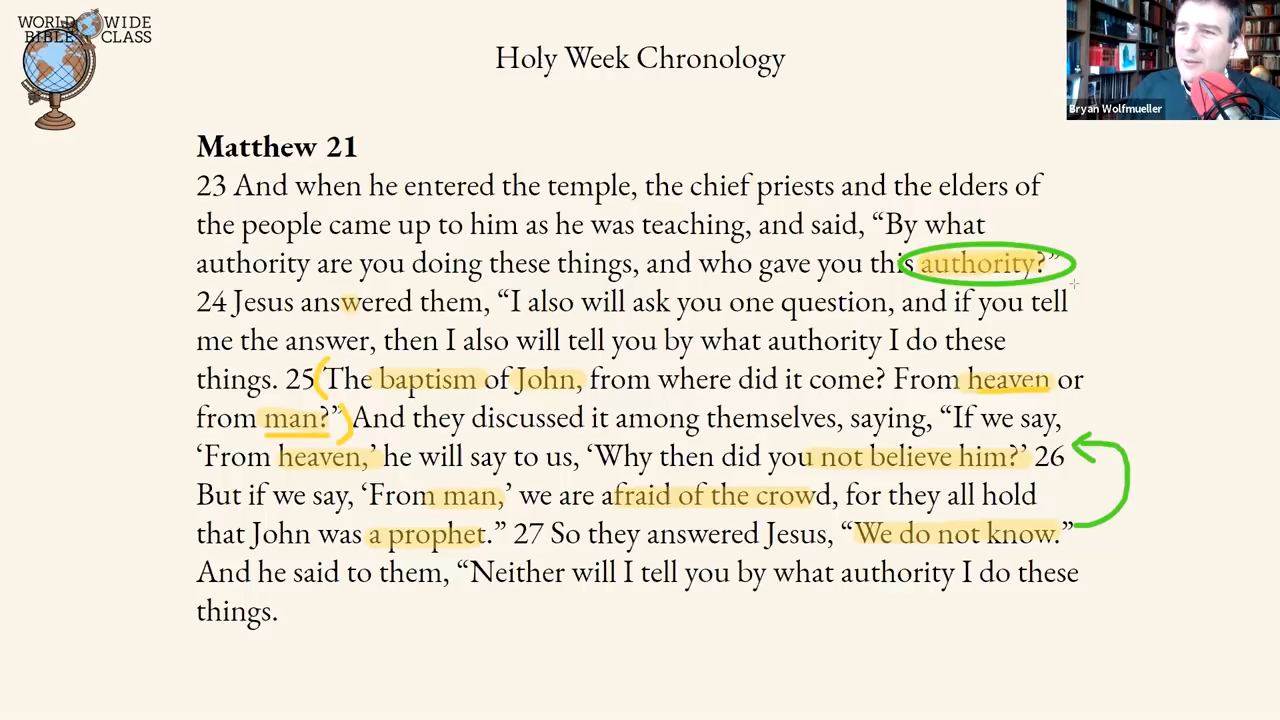 WORLD WIDE
BIBLE CLASS
Holy Week Chronology
Bryan Wolfmueller
Matthew 21
23 And when he entered the temple, the chief priests and the elders of
the people came up to him as he was teaching, and said, “By what
authority are you doing these things, and who gave you this authority?”
24 Jesus answered them, “I also will ask you one question, and if you tell
me the answer, then I also will tell you by what authority I do these
things. 25 The baptism of John, from where did it come? From heaven or
from man?” And they discussed it among themselves, saying, “If we say,
‘From heaven,’ he will say to us, ‘Why then did you not believe him?’ 26
But if we say, ‘From man,’ we are afraid of the crowd, for they all hold
that John was a prophet.” 27 So they answered Jesus, “We do not know.”
And he said to them, “Neither will I tell you by what authority I do these
things.